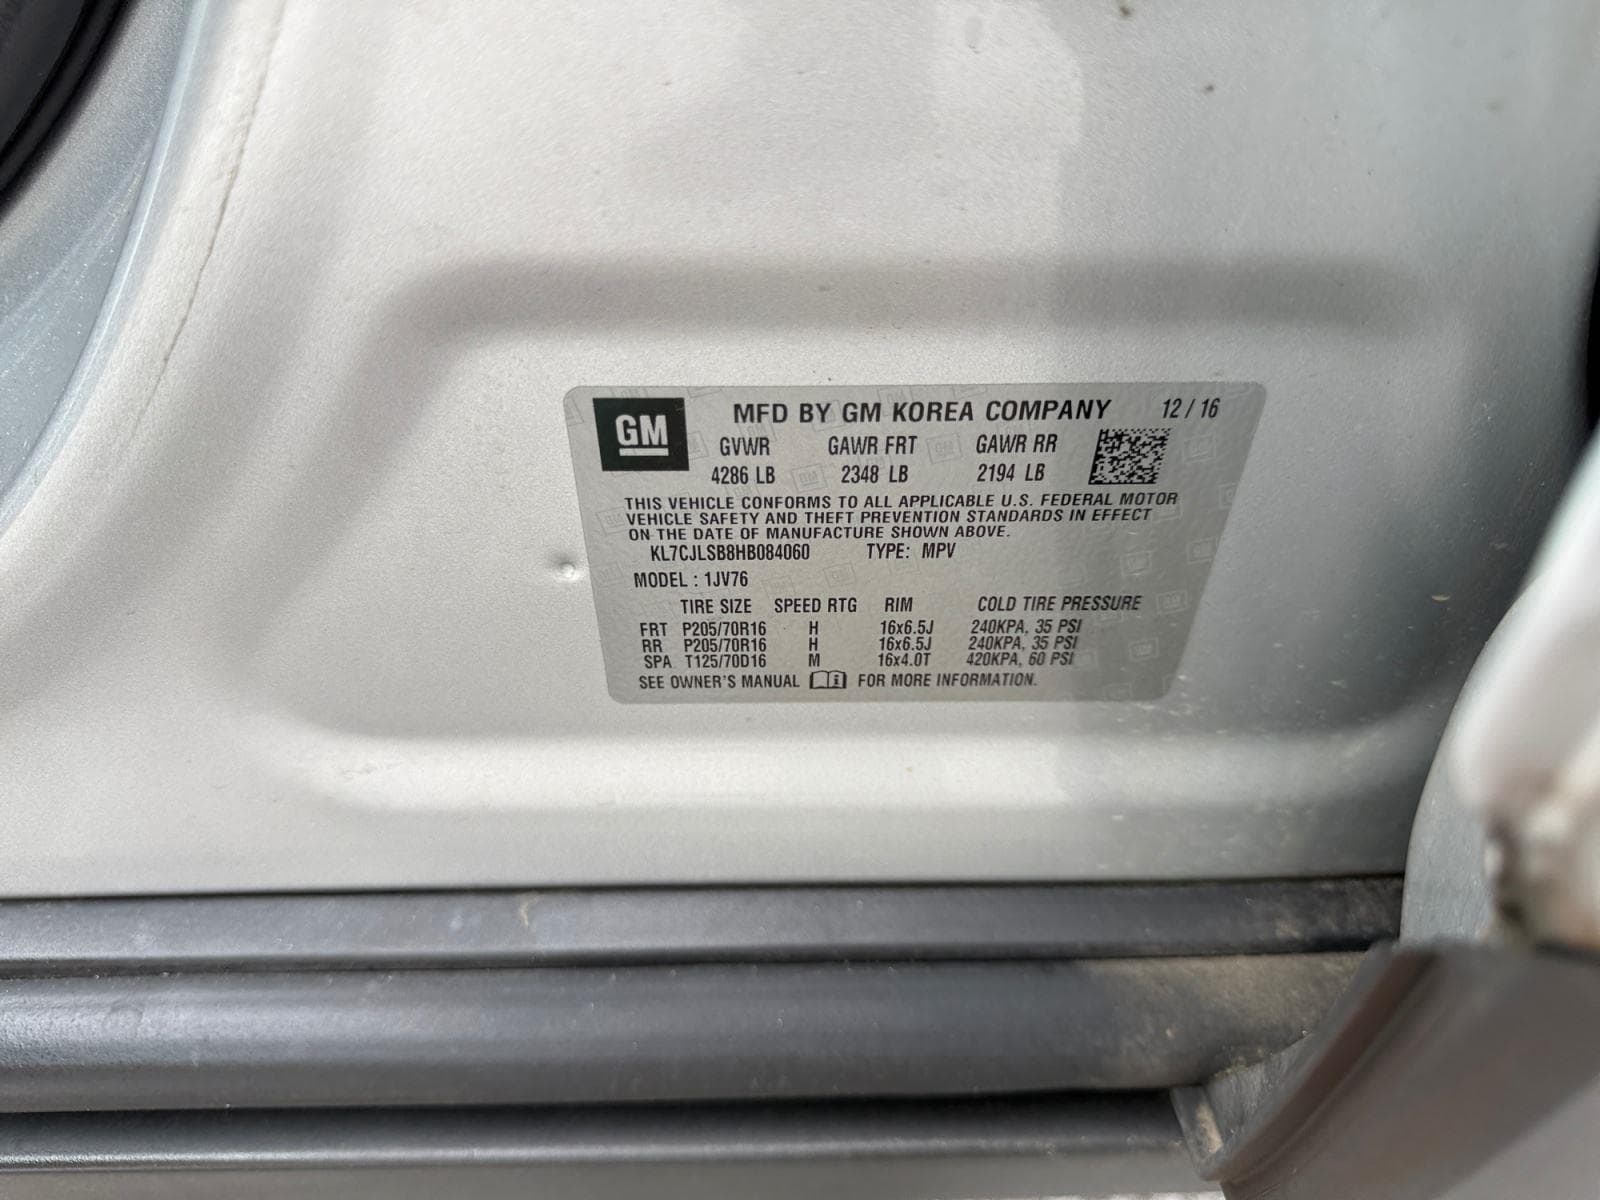 GM
MFD BY GM KOREA COMPANY 12 / 16
GVWR GAWR FRT GAWR RR
4286 LB 2348 LB 2194 LB
THIS VEHICLE CONFORMS TO ALL APPLICABLE U.S. FEDERAL MOTOR
VEHICLE SAFETY AND THEFT PREVENTION STANDARDS IN EFFECT
ON THE DATE OF MANUFACTURE SHOWN ABOVE.
KL7CJLSB8HB084060 TYPE: MPV
MODEL : 1JV76
TIRE SIZE SPEED RTG RIM COLD TIRE PRESSURE
FRT P205/70R16 H 16x6.5J 240KPA, 35 PSI
RR P205/70R16 H 16x6.5J 240KPA, 35 PSI
SPA T125/70D16 M 16x4.0T 420KPA, 60 PSI
SEE OWNER'S MANUAL i FOR MORE INFORMATION.